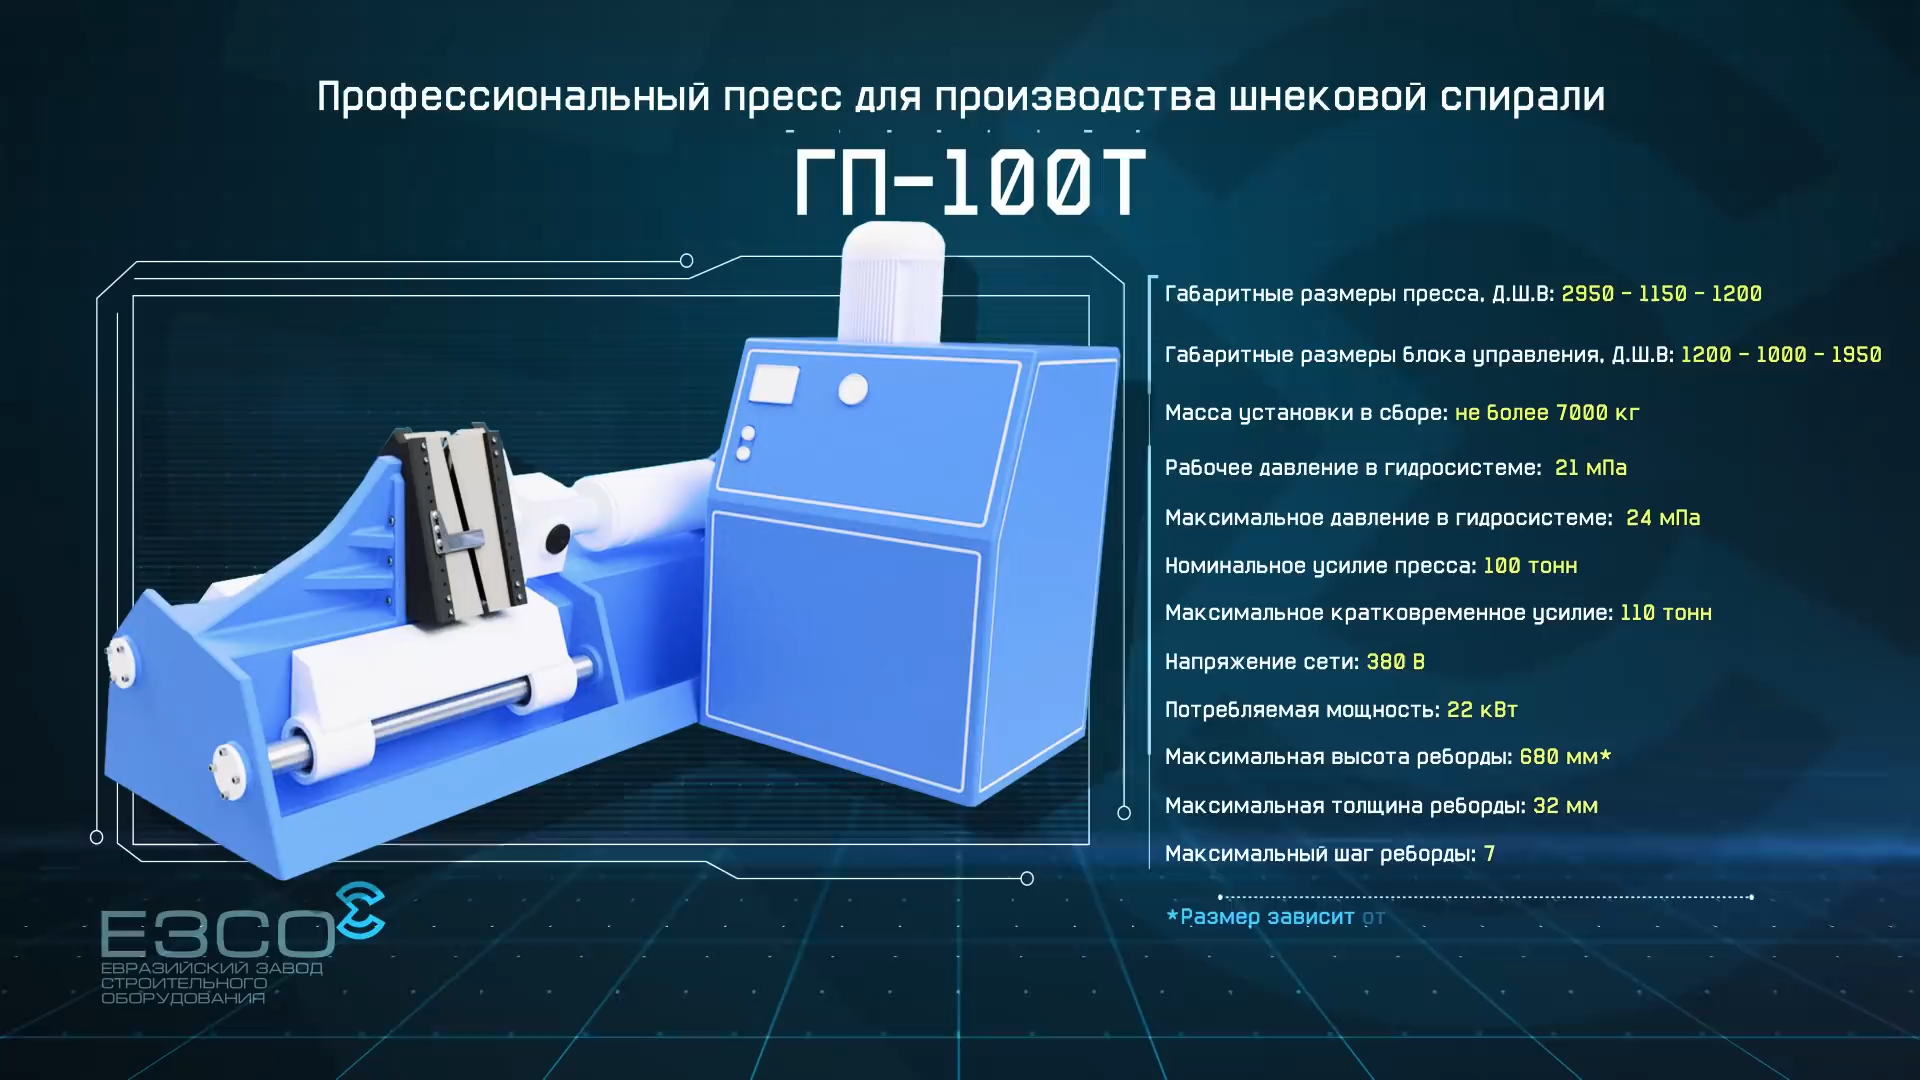 Профессиональный пресс для производства шнековой спирали
ГП-100Т
Габаритные размеры пресса, Д.Ш.В: 2950 - 1150 - 1200
Габаритные размеры блока управления, Д.Ш.В: 1200 - 1000 - 1950
Масса установки в сборе: не более 7000 кг
Рабочее давление в гидросистеме: 21 мПа
Максимальное давление в гидросистеме: 24 мПа
Номинальное усилие пресса: 100 тонн
Максимальное кратковременное усилие: 110 тонн
Напряжение сети: 380 В
Потребляемая мощность: 22 кВт
Максимальная высота реборды: 680 мм*
Максимальная толщина реборды: 32 мм
Максимальный шаг реборды: 7
*Размер зависит от
ЕЗСО
ЕВРАЗИЙСКИЙ ЗАВОД
СТРОИТЕЛЬНОГО
ОБОРУДОВАНИЯ